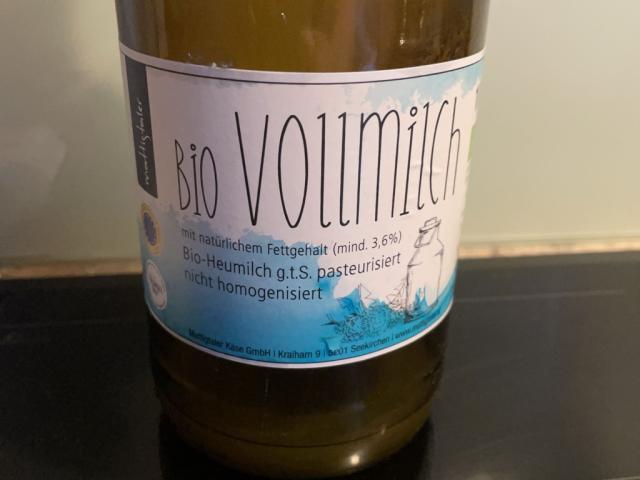 mattigtaler
Bio Vollmilch
mit natürlichem Fettgehalt (mind. 3,6%)
Bio-Heumilch g.t.S. pasteurisiert
nicht homogenisiert
Mattigtaler Käse GmbH | Kraiham 9 | 5201 Seekirchen |